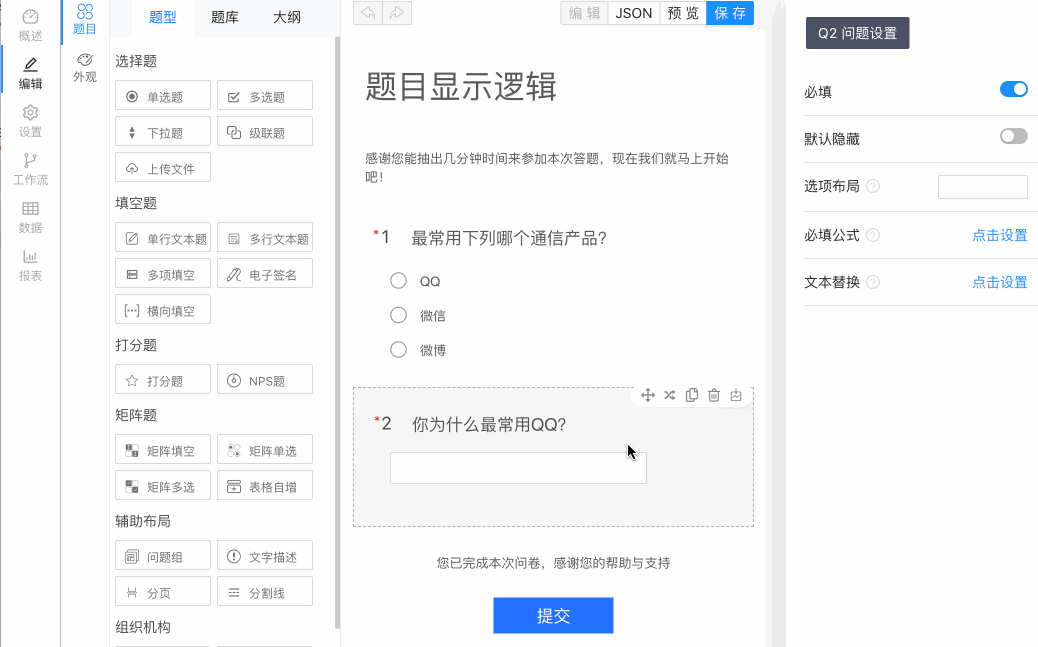 概述
编辑
设置
工作流
数据
报表
题目
外观
题型 题库 大纲
选择题
单选题 多选题
下拉题 级联题
上传文件
填空题
单行文本题 多行文本题
多项填空 电子签名
横向填空
打分题
打分题 NPS题
矩阵题
矩阵填空 矩阵单选
矩阵多选 表格自增
辅助布局
问题组 文字描述
分页 分割线
组织机构
编辑 JSON 预览 保存
题目显示逻辑
感谢您能抽出几分钟时间来参加本次答题，现在我们就马上开始
吧！
*1 最常用下列哪个通信产品?
QQ
微信
微博
*2 你为什么最常用QQ?
您已完成本次问卷，感谢您的帮助与支持
提交
Q2 问题设置
必填
默认隐藏
选项布局
必填公式 点击设置
文本替换 点击设置